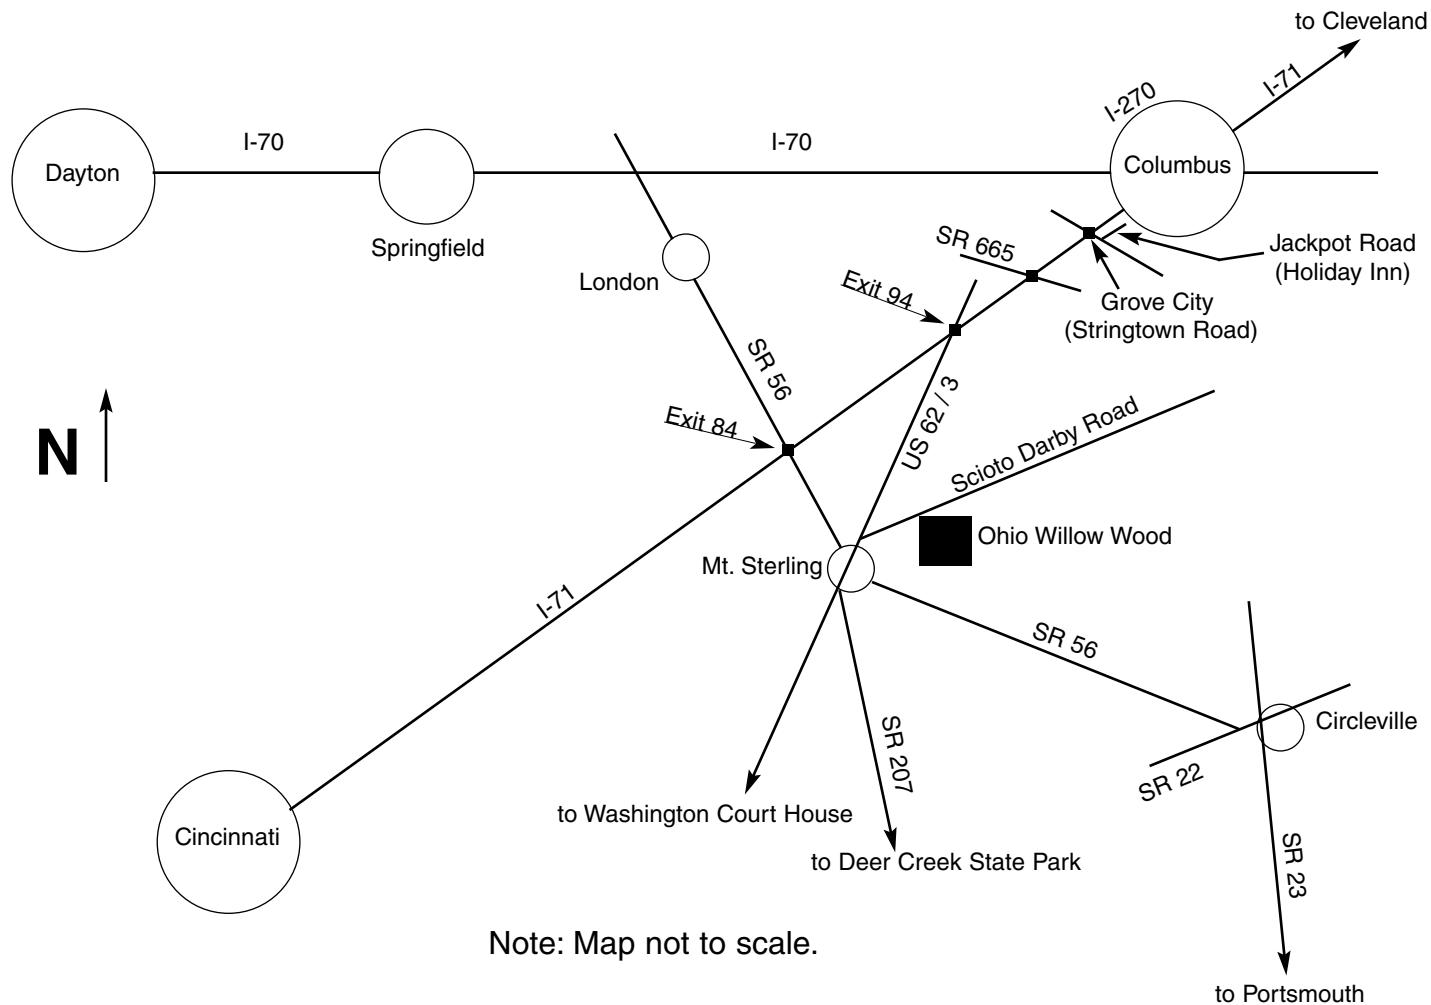 to Cleveland
I-71
I-270
I-70
I-70
Dayton
Columbus
Springfield
London
SR 665
Jackpot Road
(Holiday Inn)
Exit 94
Grove City
(Stringtown Road)
SR 56
US 62 / 3
Exit 84
Scioto Darby Road
N
Ohio Willow Wood
Mt. Sterling
I-71
SR 56
Circleville
SR 207
SR 22
to Washington Court House
Cincinnati
to Deer Creek State Park
SR 23
Note: Map not to scale.
to Portsmouth